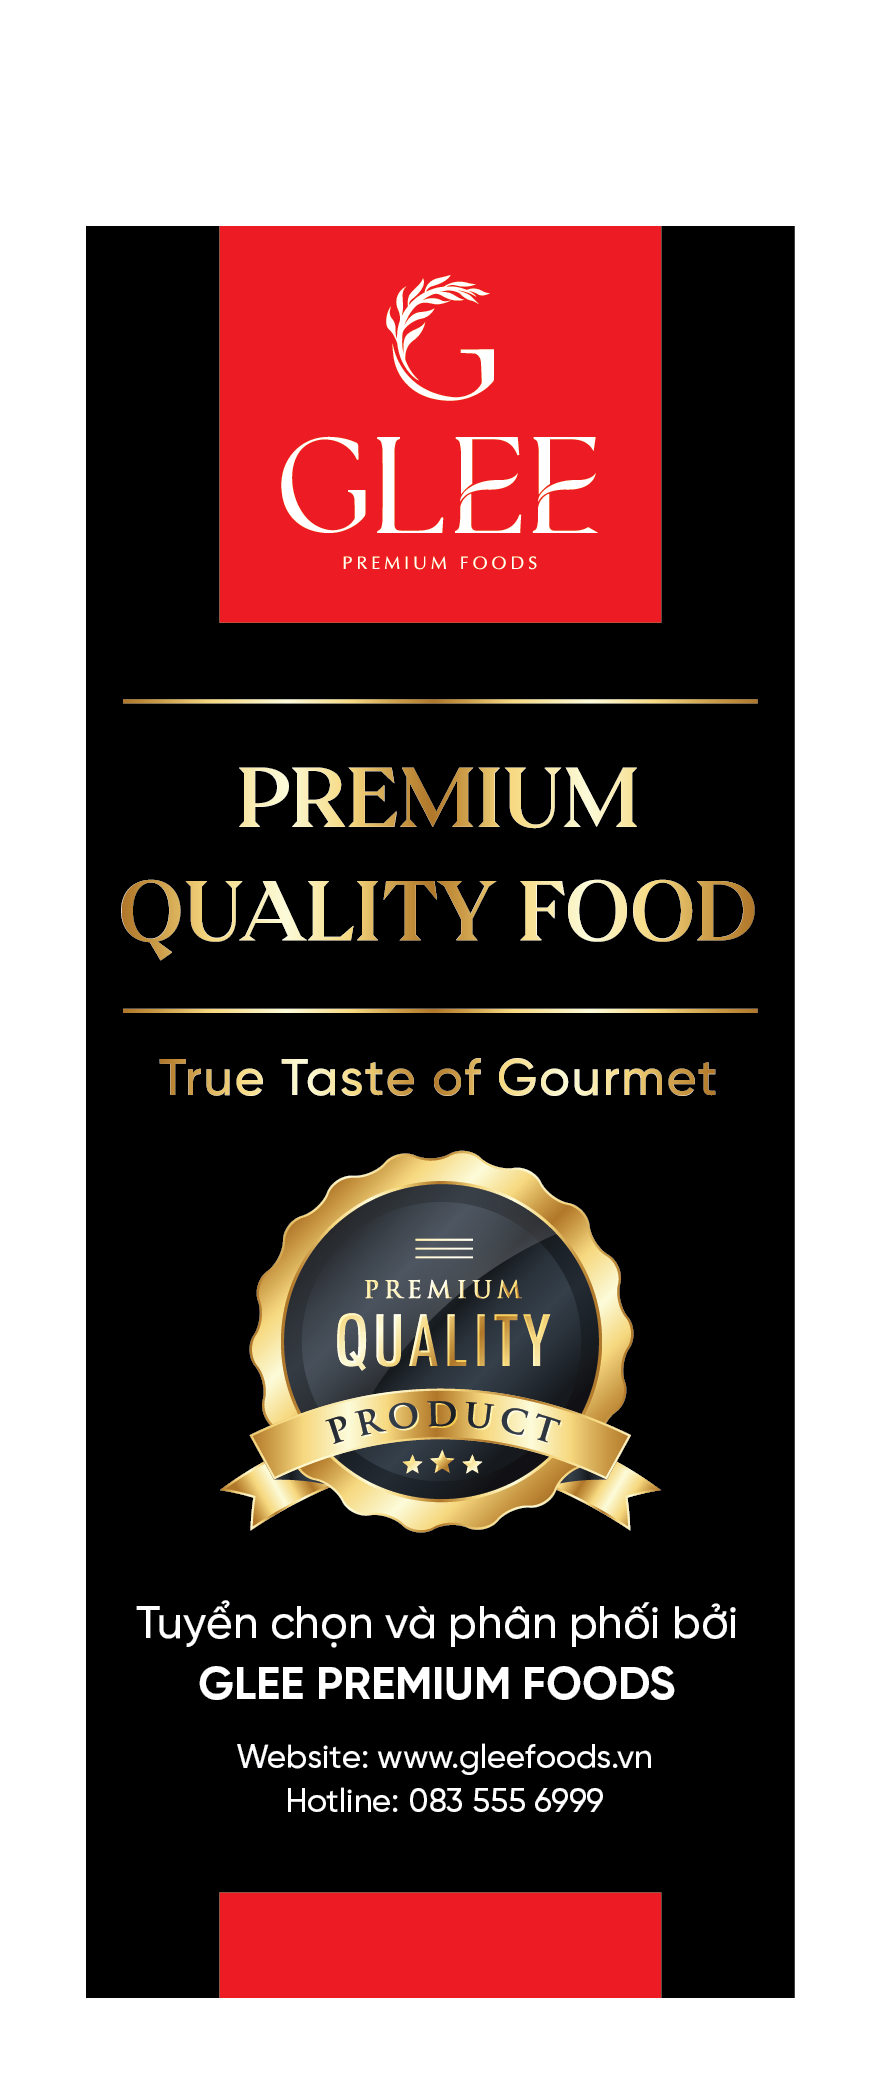 G
GLEE
PREMIUM FOODS
PREMIUM
QUALITY FOOD
True Taste of Gourmet
PREMIUM
QUALITY
PRODUCT
Tuyển chọn và phân phối bởi
GLEE PREMIUM FOODS
Website: www.gleefoods.vn
Hotline: 083 555 6999